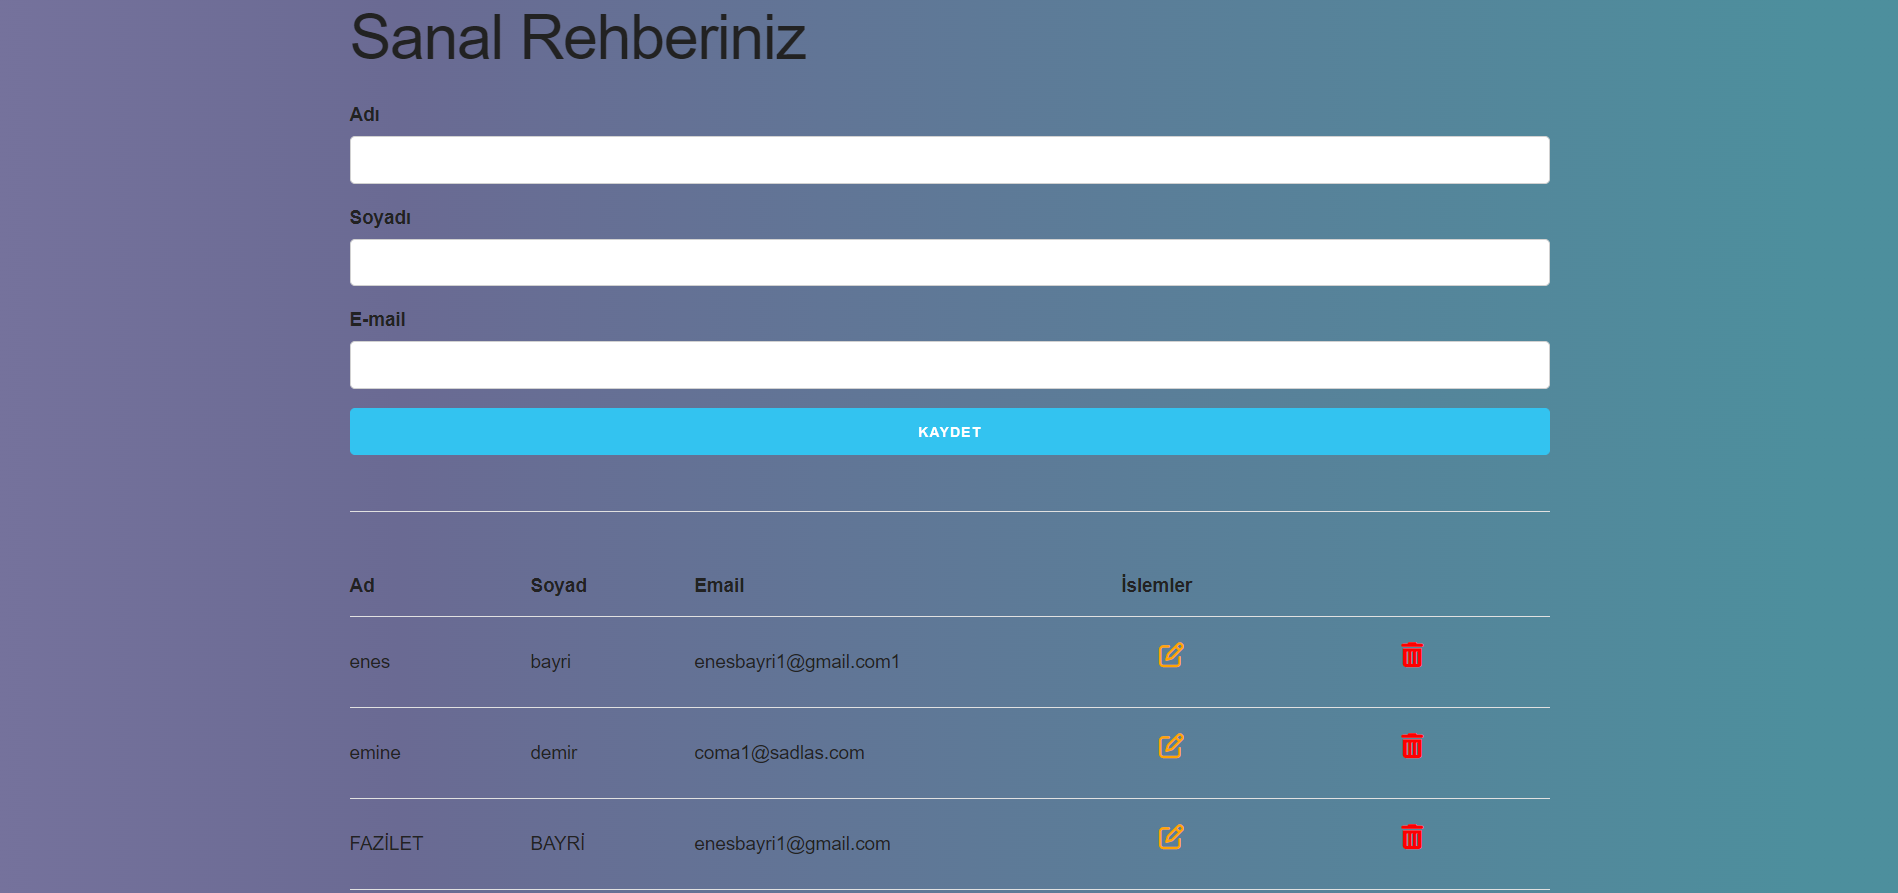 Sanal Rehberiniz
Adı
Soyadı
E-mail
KAYDET
Ad Soyad Email İslemler
enes bayri enesbayri1@gmail.com1
emine demir coma1@sadlas.com
FAZİLET BAYRİ enesbayri1@gmail.com